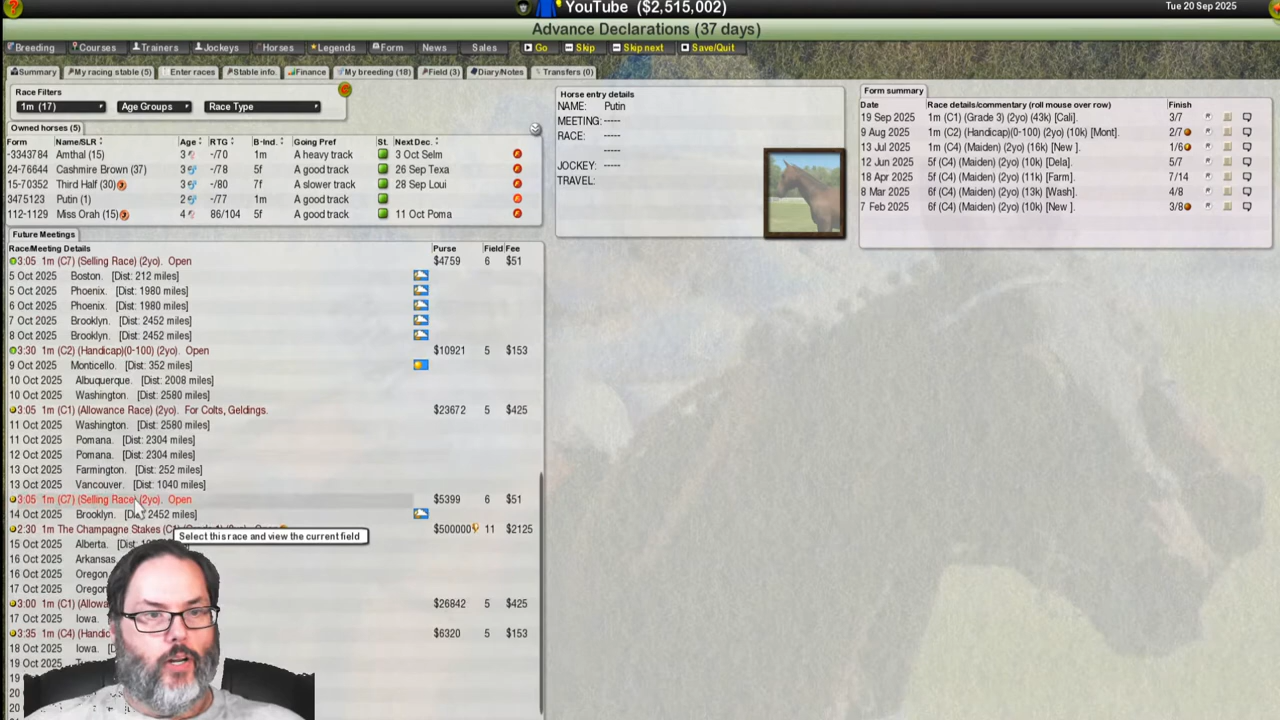 YouTube ($2,515,002)
Tue 20 Sep 2025
Advance Declarations (37 days)
Breeding Courses Trainers Jockeys Horses Legends Form News Sales Go Skip Skip next Save/Quit
Summary My racing stable (5) Enter races Stable info. Finance My breeding (18) Field (3) Diary/Notes Transfers (0)
Race Filters
1m (17) Age Groups Race Type
Owned horses (5)
Form Name/SLR Age RTG B-Ind. Going Pref St. Next Dec.
-3343784 Amthal (15) 3 -/70 1m A heavy track 3 Oct Selm
24-76644 Cashmire Brown (37) 3 -/78 5f A good track 26 Sep Texa
15-70352 Third Half (30) 3 -/80 7f A slower track 28 Sep Loui
3475123 Putin (1) 2 -/77 1m A good track
112-1129 Miss Orah (15) 4 86/104 5f A good track 11 Oct Poma
Future Meetings
Race/Meeting Details Purse Field Fee
3:05 1m (C7) (Selling Race) (2yo). Open $4759 6 $51
5 Oct 2025 Boston. [Dist: 212 miles]
5 Oct 2025 Phoenix. [Dist: 1980 miles]
6 Oct 2025 Phoenix. [Dist: 1980 miles]
7 Oct 2025 Brooklyn. [Dist: 2452 miles]
8 Oct 2025 Brooklyn. [Dist: 2452 miles]
3:30 1m (C2) (Handicap)(0-100) (2yo). Open $10921 5 $153
9 Oct 2025 Monticello. [Dist: 352 miles]
10 Oct 2025 Albuquerque. [Dist: 2008 miles]
10 Oct 2025 Washington. [Dist: 2580 miles]
3:05 1m (C1) (Allowance Race) (2yo). For Colts, Geldings. $23672 5 $425
11 Oct 2025 Washington. [Dist: 2580 miles]
11 Oct 2025 Pomana. [Dist: 2304 miles]
12 Oct 2025 Pomana. [Dist: 2304 miles]
13 Oct 2025 Farmington. [Dist: 252 miles]
13 Oct 2025 Vancouver. [Dist: 1040 miles]
3:05 1m (C7) (Selling Race) (2yo). Open $5399 6 $51
14 Oct 2025 Brooklyn. [Dist: 2452 miles]
2:30 1m The Champagne Stakes $500000 11 $2125
Select this race and view the current field
15 Oct 2025 Alberta.
16 Oct 2025 Arkansas
16 Oct 2025 Oregon
17 Oct 2025 Oregon
3:00 1m (C1) (Allowa $26842 5 $425
17 Oct 2025 Iowa.
3:35 1m (C4) (Handic $6320 5 $153
18 Oct 2025 Iowa.
19 Oct 2025
Horse entry details
NAME: Putin
MEETING: -----
RACE: -----
-----
JOCKEY: -----
TRAVEL:
Form summary
Date Race details/commentary (roll mouse over row) Finish
19 Sep 2025 1m (C1) (Grade 3) (2yo) (43k) [Cali]. 3/7
9 Aug 2025 1m (C2) (Handicap)(0-100) (2yo) (10k) [Mont]. 2/7
13 Jul 2025 1m (C4) (Maiden) (2yo) (16k) [New ]. 1/6
12 Jun 2025 5f (C4) (Maiden) (2yo) (10k) [Dela]. 5/7
18 Apr 2025 5f (C4) (Maiden) (2yo) (11k) [Farm]. 7/14
8 Mar 2025 6f (C4) (Maiden) (2yo) (13k) [Wash]. 4/8
7 Feb 2025 6f (C4) (Maiden) (2yo) (10k) [New ]. 3/8